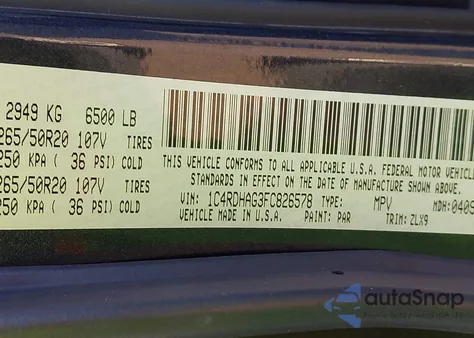 2949 KG 6500 LB
265/50R20 107V TIRES
250 KPA ( 36 PSI) COLD
265/50R20 107V TIRES
250 KPA ( 36 PSI) COLD
THIS VEHICLE CONFORMS TO ALL APPLICABLE U.S.A. FEDERAL MOTOR VEHICLE
STANDARDS IN EFFECT ON THE DATE OF MANUFACTURE SHOWN ABOVE.
VIN: 1C4RDHAG3FC826578 TYPE: MPV MDH: 0409
VEHICLE MADE IN U.S.A. PAINT: PAR TRIM: ZLX9
autoSnap